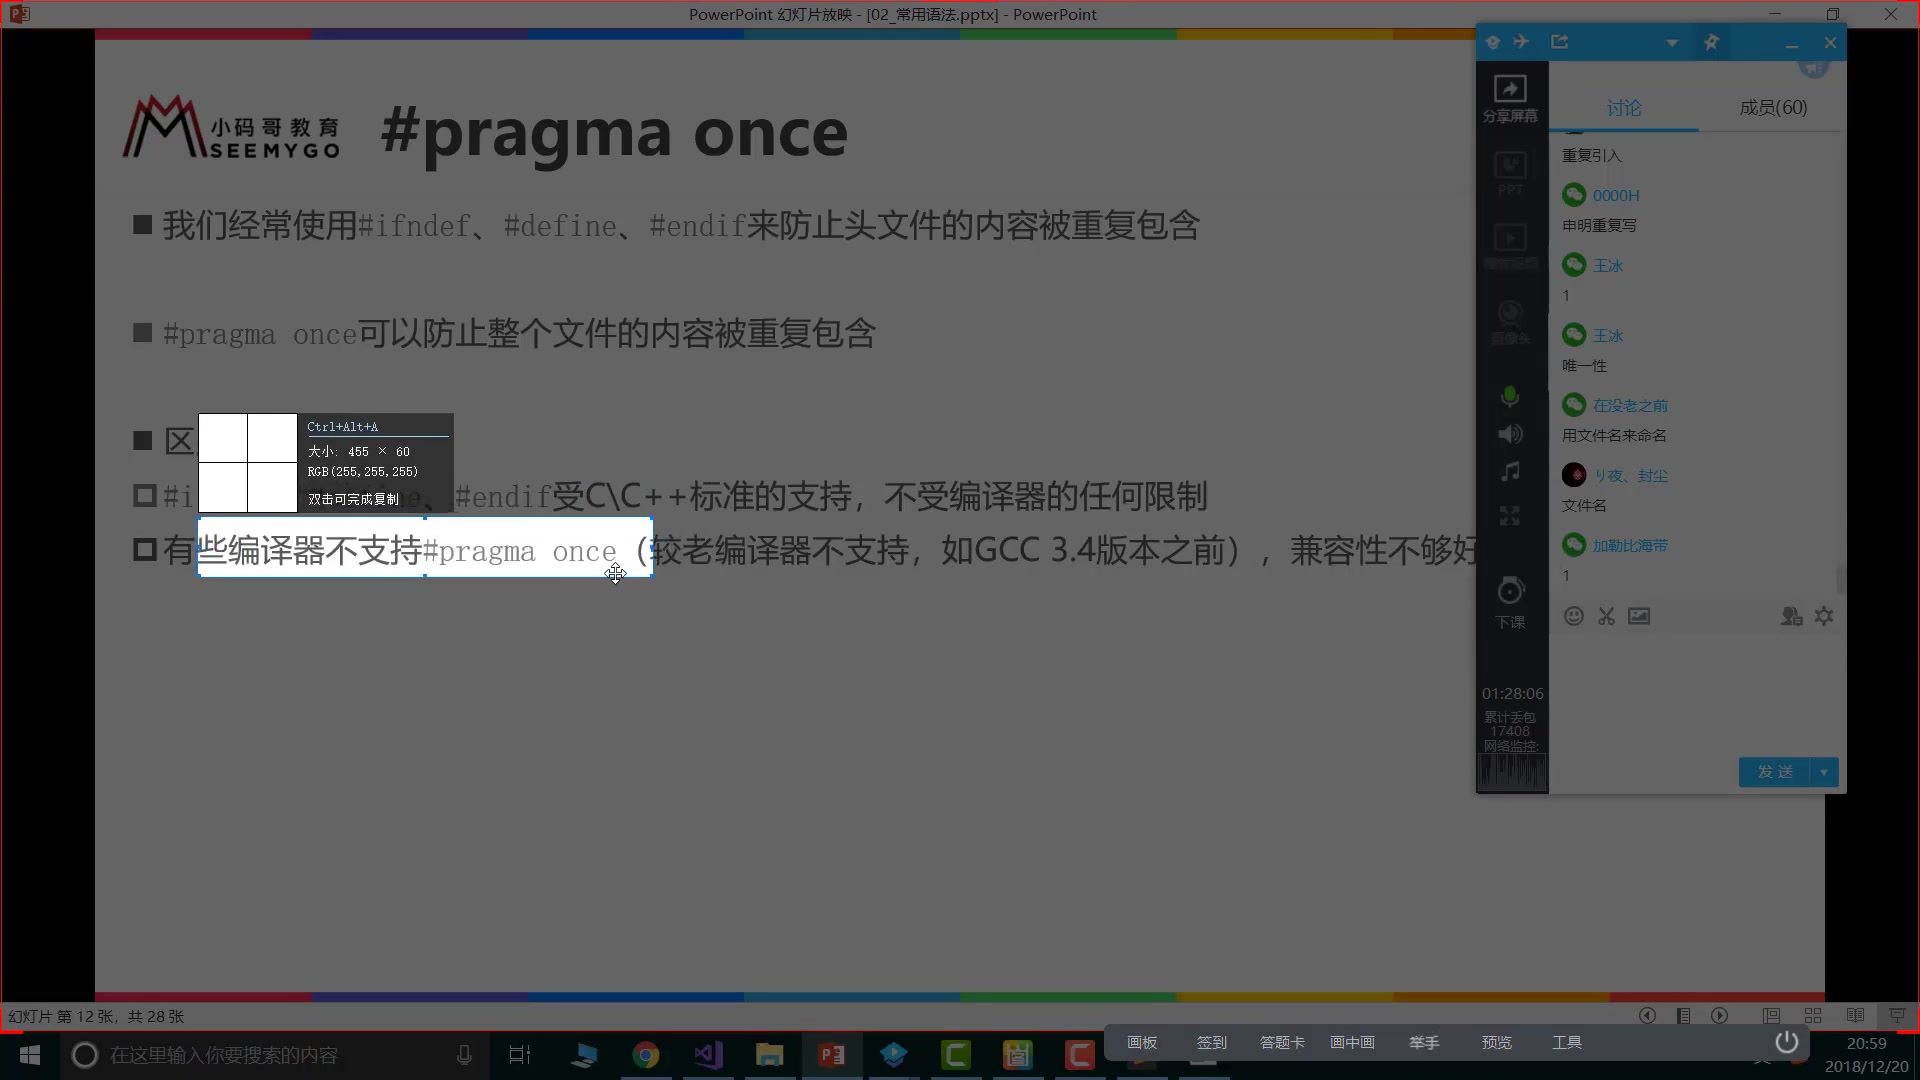 PowerPoint 幻灯片放映 - [02_常用语法.pptx] - PowerPoint
小码哥教育
SEEMYGO
#pragma once
我们经常使用#ifndef、#define、#endif来防止头文件的内容被重复包含
#pragma once可以防止整个文件的内容被重复包含
区
Ctrl+Alt+A
大小: 455 × 60
RGB(255,255,255)
双击可完成复制
#i
、#endif受C\C++标准的支持，不受编译器的任何限制
有些编译器不支持#pragma once（较老编译器不支持，如GCC 3.4版本之前），兼容性不够好
分享屏幕
PPT
摄像头
下课
01:28:06
累计丢包
17408
网络监控:
讨论
成员(60)
重复引入
0000H
申明重复写
王冰
1
王冰
唯一性
在没老之前
用文件名来命名
り夜、封尘
文件名
加勒比海带
1
发 送
幻灯片 第 12 张，共 28 张
在这里输入你要搜索的内容
画板
签到
答题卡
画中画
举手
预览
工具
20:59
2018/12/20